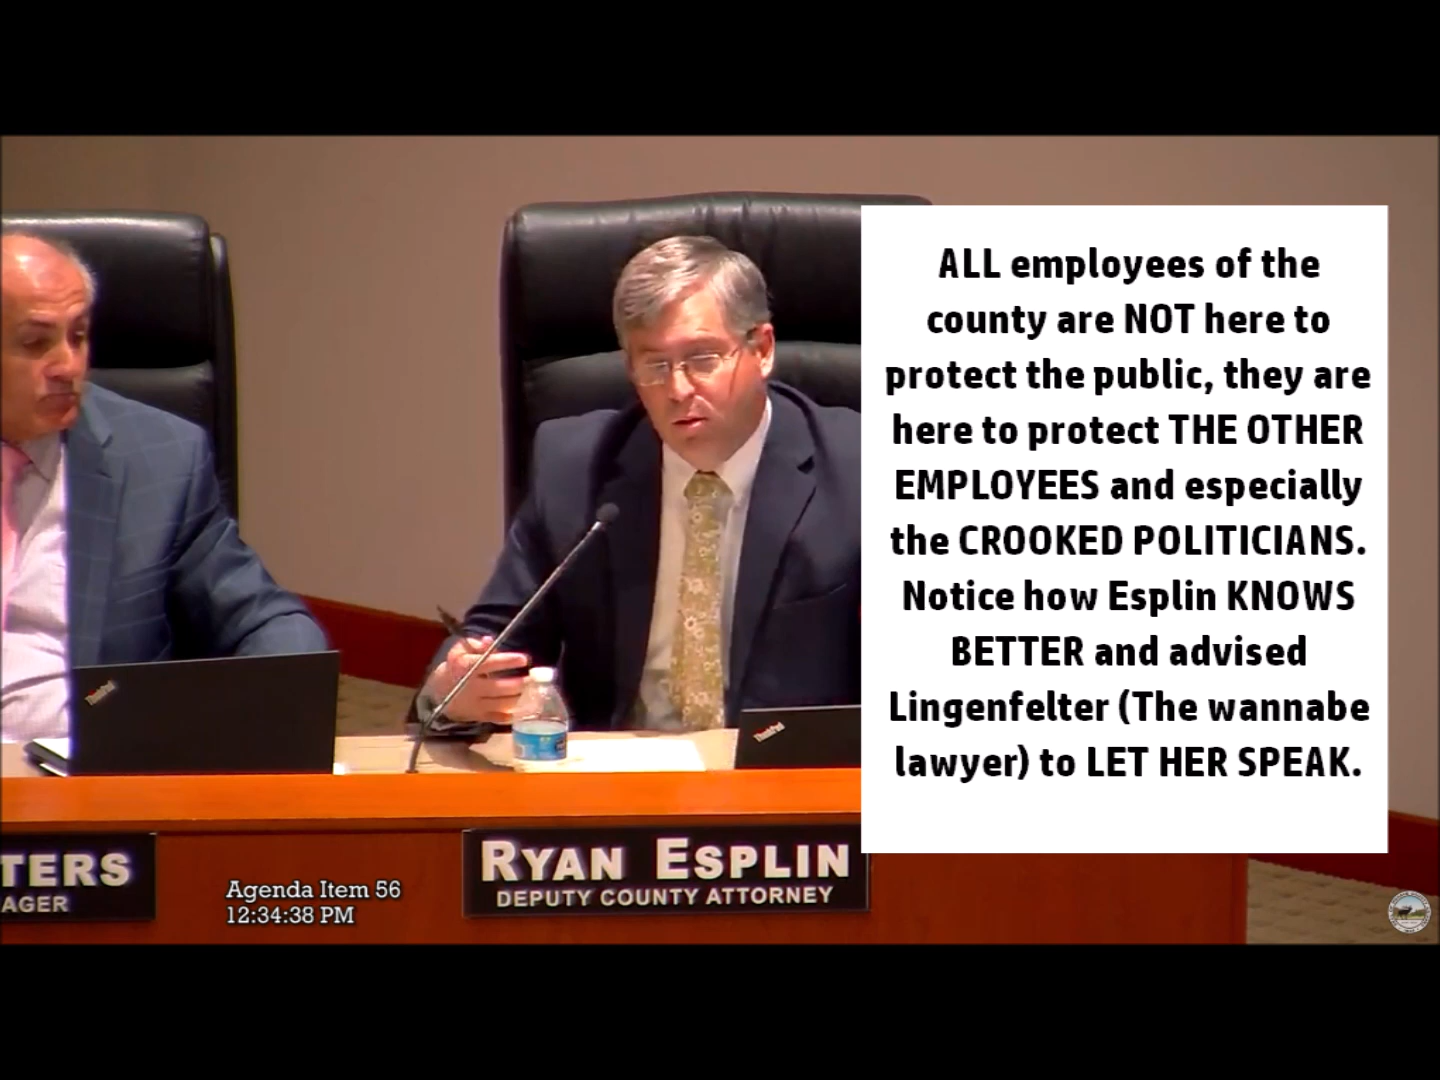 ALL employees of the
county are NOT here to
protect the public, they are
here to protect THE OTHER
EMPLOYEES and especially
the CROOKED POLITICIANS.
Notice how Esplin KNOWS
BETTER and advised
Lingenfelter (The wannabe
lawyer) to LET HER SPEAK.
ThinkPad
ThinkPad
TERS
AGER
Agenda Item 56
12:34:38 PM
RYAN ESPLIN
DEPUTY COUNTY ATTORNEY